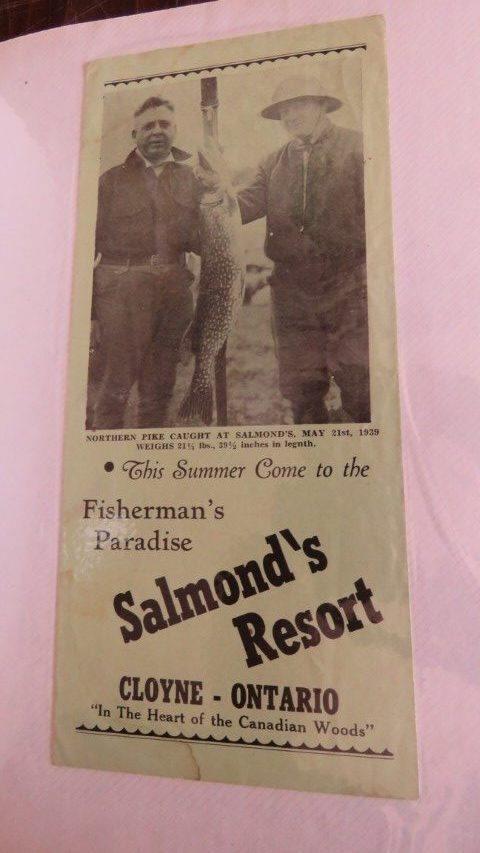 NORTHERN PIKE CAUGHT AT SALMOND'S, MAY 21st, 1939
WEIGHS 21½ lbs., 39½ inches in legnth.
• This Summer Come to the
Fisherman's
Paradise
Salmond's
Resort
CLOYNE - ONTARIO
"In The Heart of the Canadian Woods"